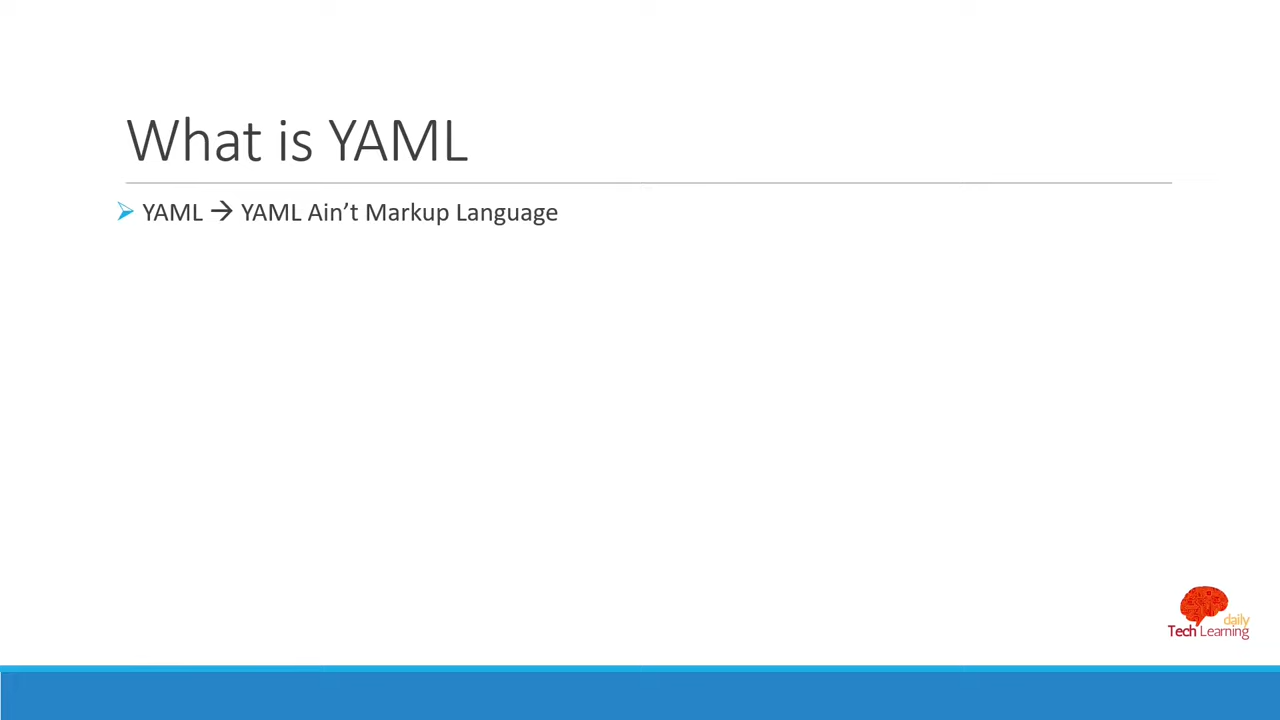 What is YAML
➢ YAML → YAML Ain’t Markup Language
daily
Tech Learning